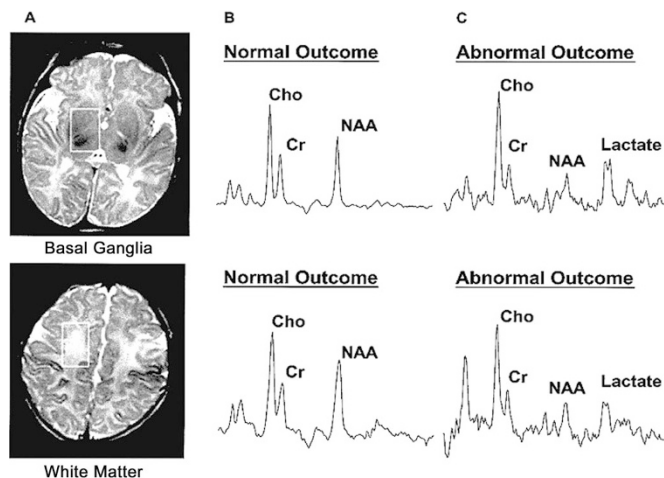 A
B
C
Normal Outcome
Abnormal Outcome
Cho
Cr
NAA
Cho
Cr
NAA
Lactate
Basal Ganglia
Normal Outcome
Abnormal Outcome
Cho
Cr
NAA
Cho
Cr
NAA
Lactate
White Matter